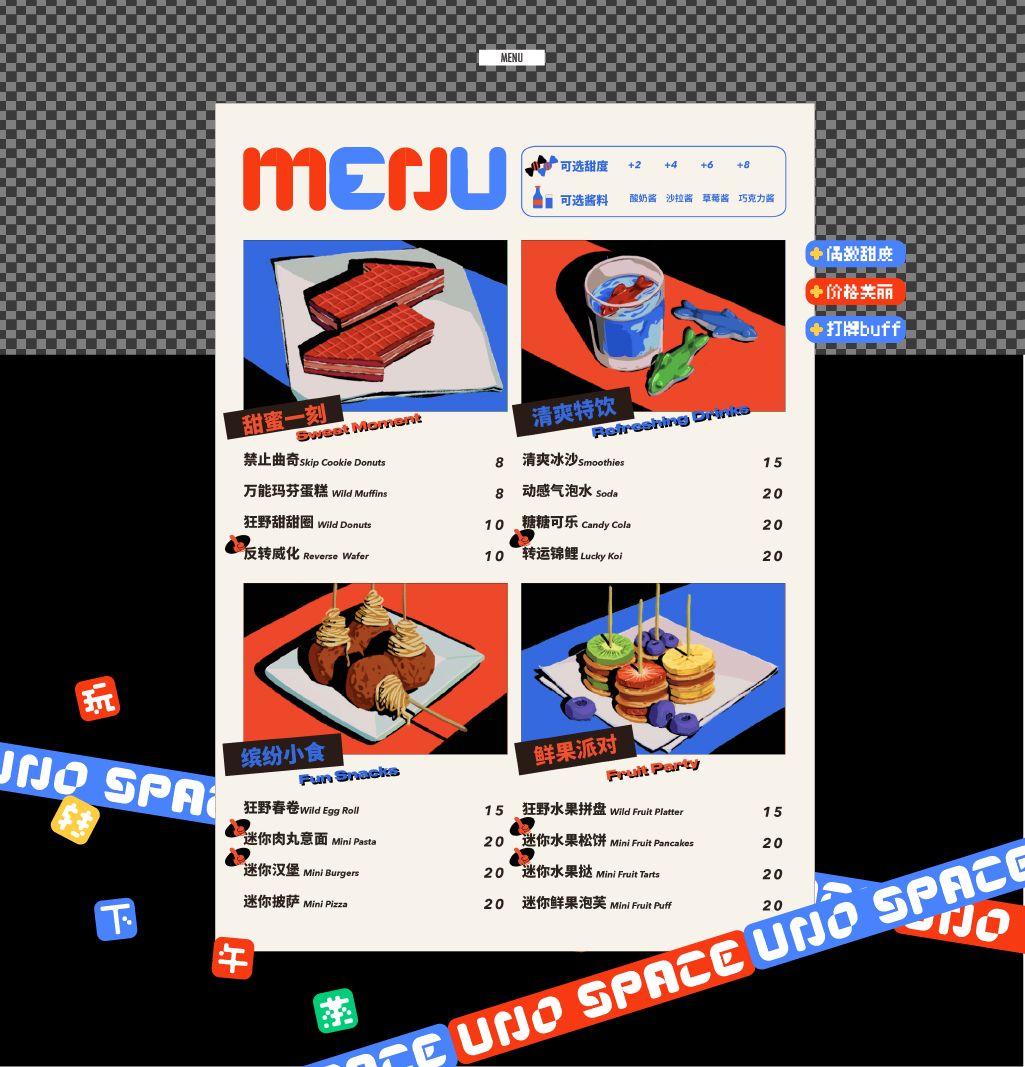 MENU
MENU
可选甜度 +2 +4 +6 +8
可选酱料 酸奶酱 沙拉酱 草莓酱 巧克力酱
偶数甜度
价格美丽
打牌buff
甜蜜一刻
Sweet Moment
禁止曲奇Skip Cookie Donuts 8
万能玛芬蛋糕 Wild Muffins 8
狂野甜甜圈 Wild Donuts 10
反转威化 Reverse Wafer 10
清爽特饮
Refreshing Drinks
清爽冰沙Smoothies 15
动感气泡水 Soda 20
糖糖可乐 Candy Cola 20
转运锦鲤 Lucky Koi 20
缤纷小食
Fun Snacks
狂野春卷Wild Egg Roll 15
迷你肉丸意面 Mini Pasta 20
迷你汉堡 Mini Burgers 20
迷你披萨 Mini Pizza 20
鲜果派对
Fruit Party
狂野水果拼盘 Wild Fruit Platter 15
迷你水果松饼 Mini Fruit Pancakes 20
迷你水果挞 Mini Fruit Tarts 20
迷你鲜果泡芙 Mini Fruit Puff 20
玩
转
下
午
茶
UNO SPA
UNO SPACE
UNO SPACE
UNO
ACE